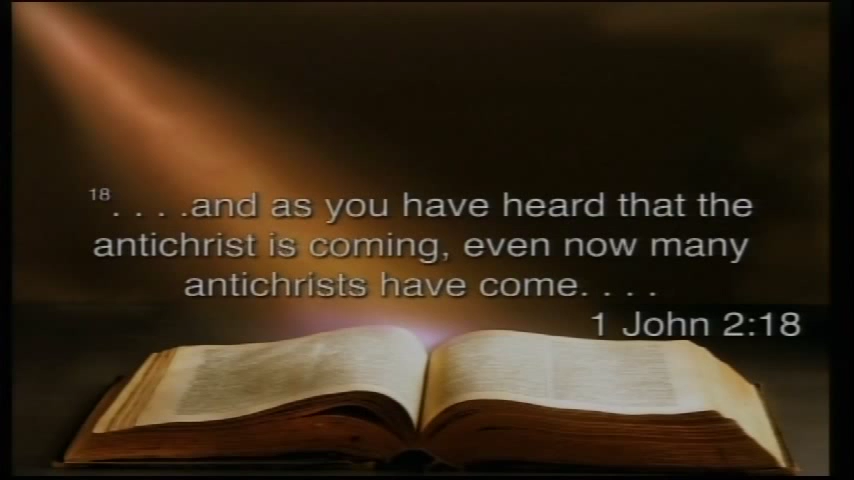 18. . . .and as you have heard that the
antichrist is coming, even now many
antichrists have come. . . .
1 John 2:18